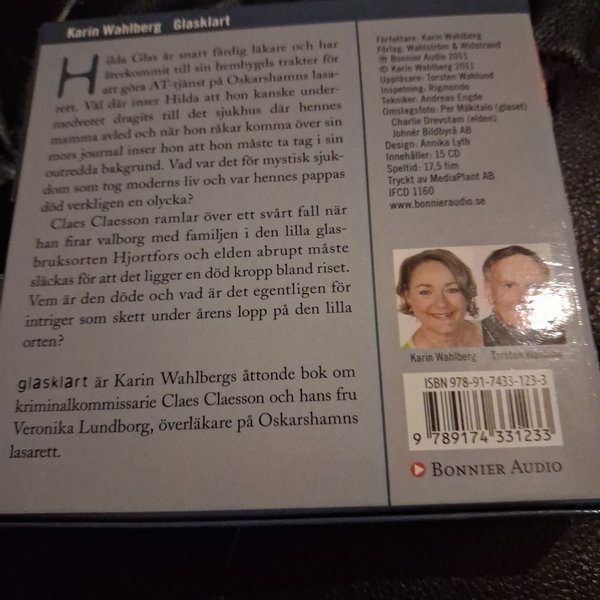 Karin Wahlberg Glasklart
Hilda Glas är snart färdig läkare och har
återkommit till sin hembygds trakter för
att göra AT-tjänst på Oskarshamns lasa-
rett. Väl där inser Hilda att hon kanske under-
medvetet dragits till det sjukhus där hennes
mamma avled och när hon råkar komma över sin
mors journal inser hon att hon måste ta tag i sin
outredda bakgrund. Vad var det för mystisk sjuk-
dom som tog moderns liv och var hennes pappas
död verkligen en olycka?
Claes Claesson ramlar över ett svårt fall när
han firar valborg med familjen i den lilla glas-
bruksorten Hjortfors och elden abrupt måste
släckas för att det ligger en död kropp bland riset.
Vem är den döde och vad är det egentligen för
intriger som skett under årens lopp på den lilla
orten?
glasklart är Karin Wahlbergs åttonde bok om
kriminalkommissarie Claes Claesson och hans fru
Veronika Lundborg, överläkare på Oskarshamns
lasarett.
Författare: Karin Wahlberg
Förlag: Wahlström & Widstrand
℗ Bonnier Audio 2011
© Karin Wahlberg 2011
Uppläsare: Torsten Wahlund
Inspelning: Rigmondo
Tekniker: Andreas Engde
Omslagsfoto: Per Mäkitalo (glaset)
Charlie Drevstam (elden)
Johnér Bildbyrå AB
Design: Annika Lyth
Innehåller: 15 CD
Speltid: 17,5 tim
Tryckt av MediaPlant AB
IFCD 1160
www.bonnieraudio.se
Karin Wahlberg Torsten Wahlund
ISBN 978-91-7433-123-3
9 789174 331233
BONNIER AUDIO